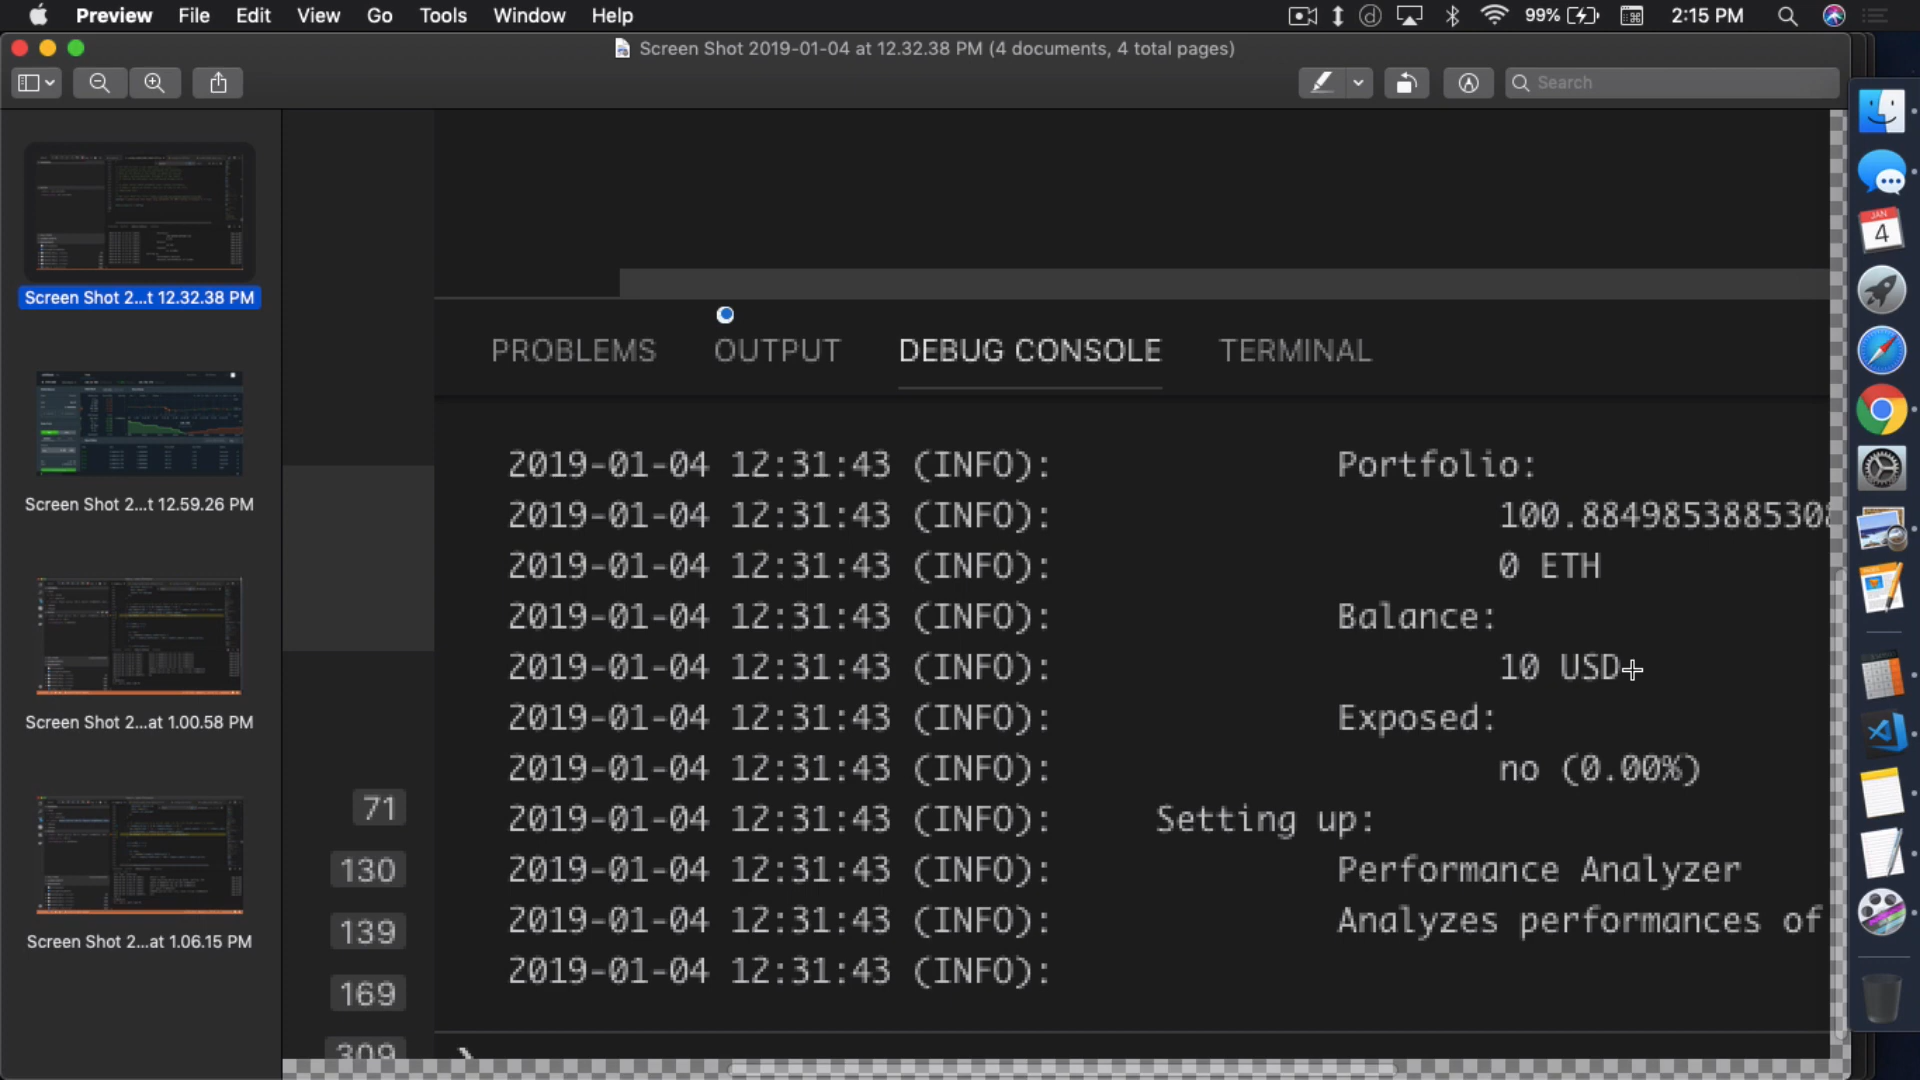 Preview File Edit View Go Tools Window Help 99% 2:15 PM
Screen Shot 2019-01-04 at 12.32.38 PM (4 documents, 4 total pages)
Search
Screen Shot 2...t 12.32.38 PM
Screen Shot 2...t 12.59.26 PM
Screen Shot 2...at 1.00.58 PM
Screen Shot 2...at 1.06.15 PM
71
130
139
169
309
PROBLEMS OUTPUT DEBUG CONSOLE TERMINAL
2019-01-04 12:31:43 (INFO): Portfolio:
2019-01-04 12:31:43 (INFO): 100.884985388530
2019-01-04 12:31:43 (INFO): 0 ETH
2019-01-04 12:31:43 (INFO): Balance:
2019-01-04 12:31:43 (INFO): 10 USD
2019-01-04 12:31:43 (INFO): Exposed:
2019-01-04 12:31:43 (INFO): no (0.00%)
2019-01-04 12:31:43 (INFO): Setting up:
2019-01-04 12:31:43 (INFO): Performance Analyzer
2019-01-04 12:31:43 (INFO): Analyzes performances of
2019-01-04 12:31:43 (INFO):
JAN
4